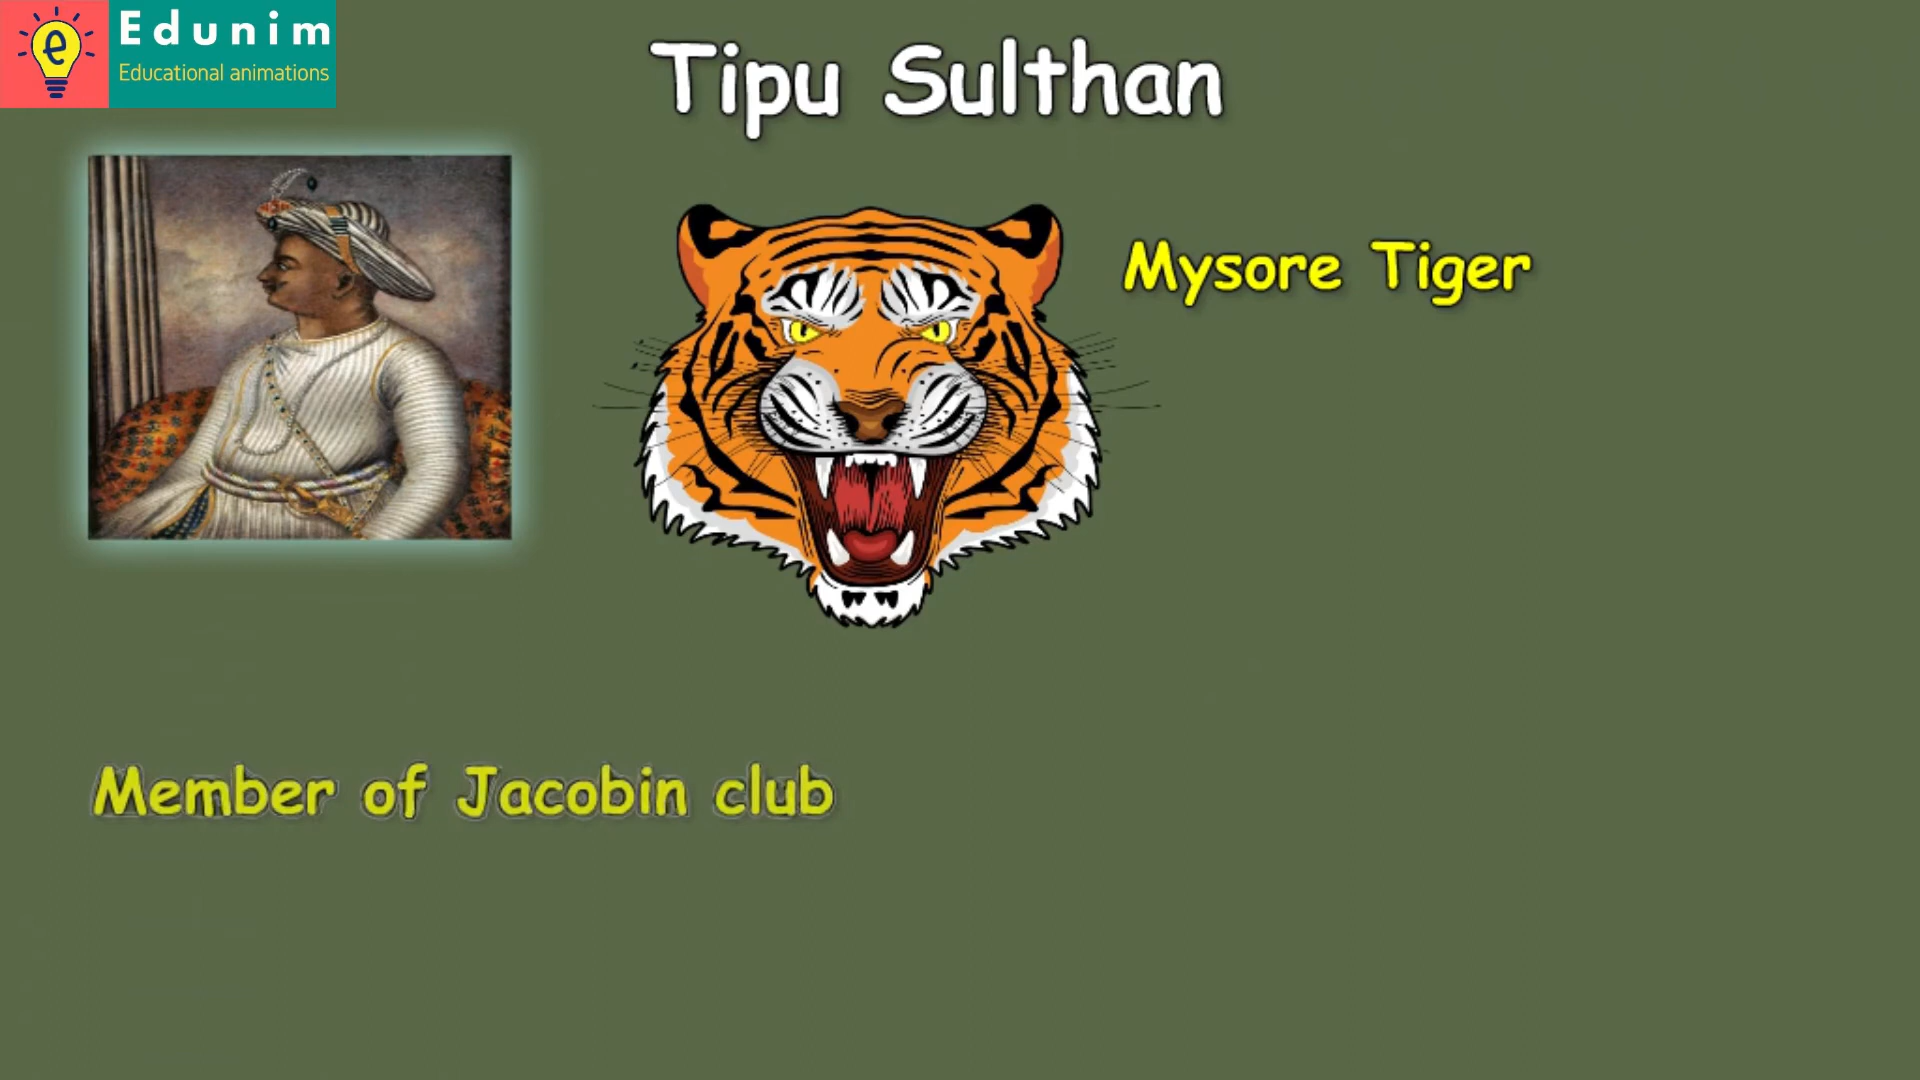 Edunim
Educational animations
Tipu Sulthan
Mysore Tiger
Member of Jacobin club